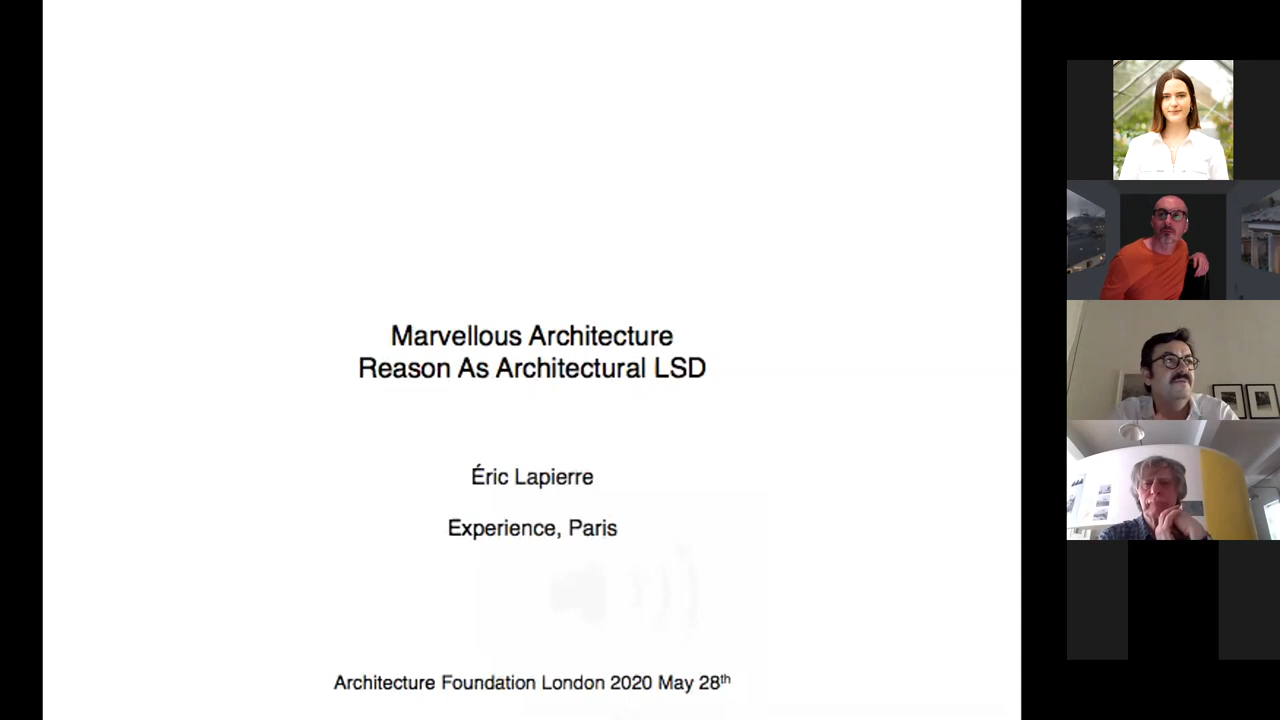 Marvellous Architecture
Reason As Architectural LSD
Éric Lapierre
Experience, Paris
Architecture Foundation London 2020 May 28th